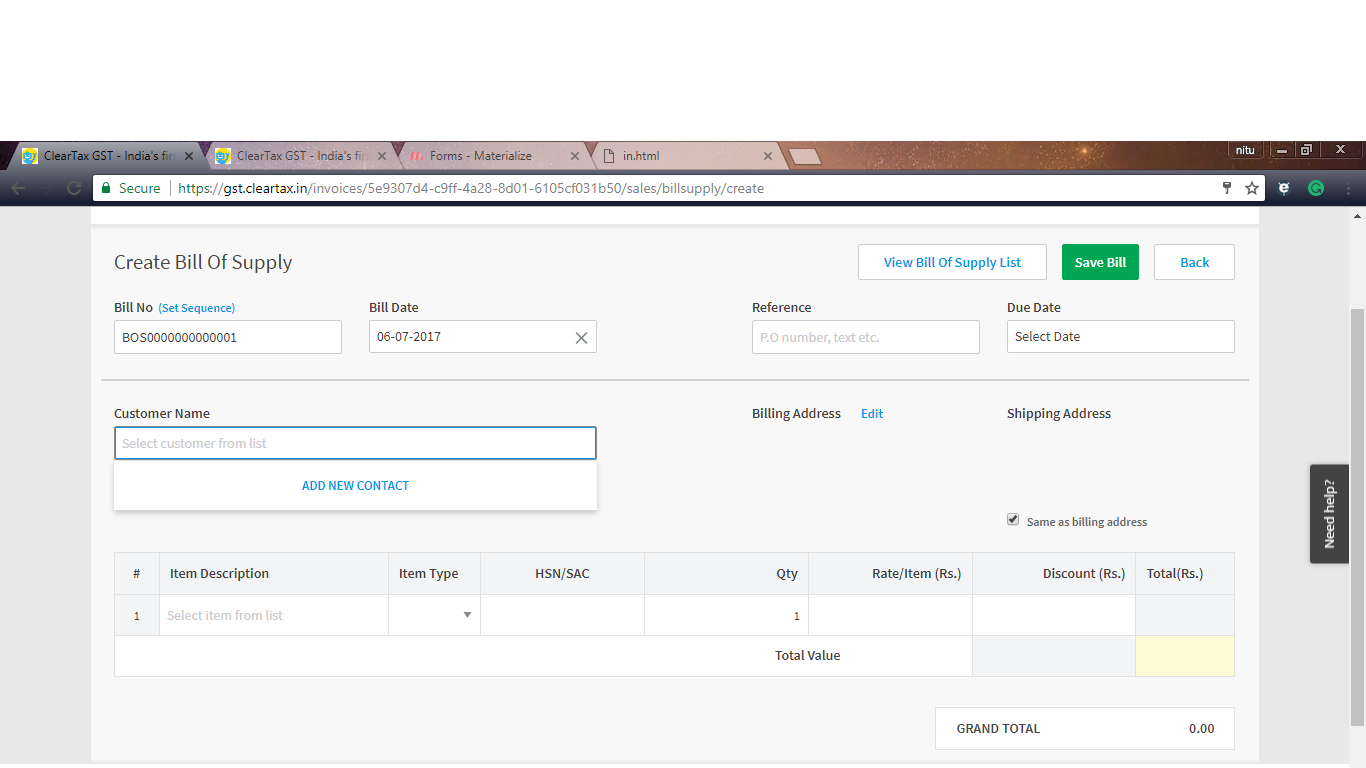 ClearTax GST - India's fir
ClearTax GST - India's fir
Forms - Materialize
in.html
nitu
Secure
https://gst.cleartax.in/invoices/5e9307d4-c9ff-4a28-8d01-6105cf031b50/sales/billsupply/create
Create Bill Of Supply
View Bill Of Supply List
Save Bill
Back
Bill No (Set Sequence)
Bill Date
Reference
Due Date
BOS0000000000001
06-07-2017
P.O number, text etc.
Select Date
Customer Name
Billing Address Edit
Shipping Address
Select customer from list
ADD NEW CONTACT
Need help?
Same as billing address
# Item Description Item Type HSN/SAC Qty Rate/Item (Rs.) Discount (Rs.) Total(Rs.)
1 Select item from list 1
Total Value
GRAND TOTAL 0.00